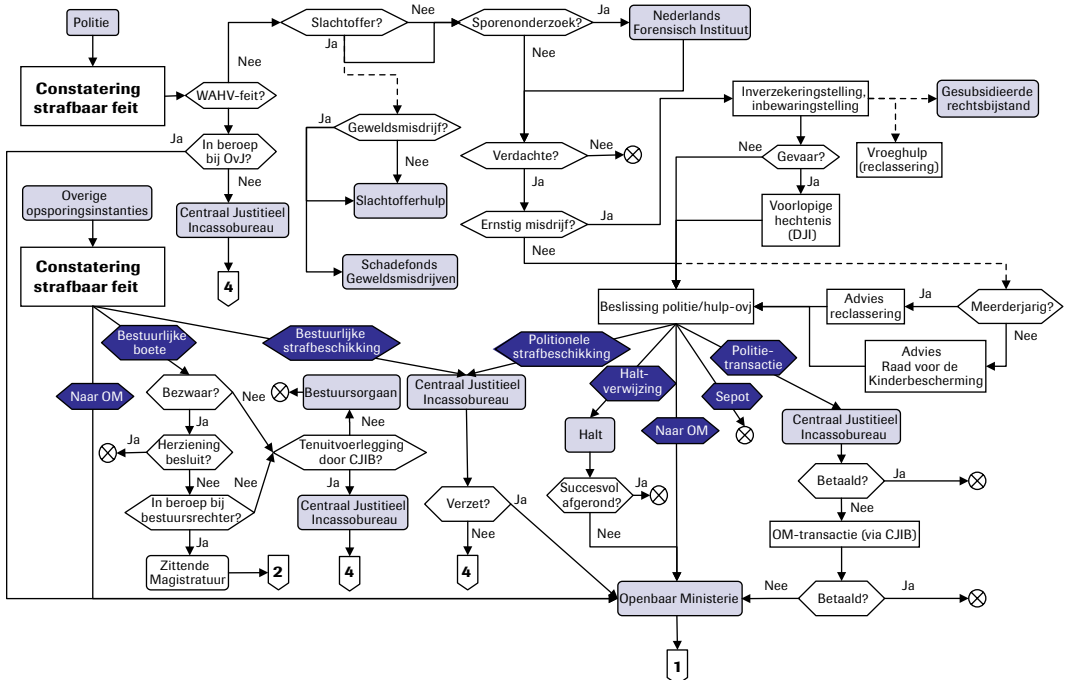 Politie
Constatering
strafbaar feit
WAHV-feit?
Nee
Ja
In beroep
bij OvJ?
Nee
Centraal Justitieel
Incassobureau
4
Slachtoffer?
Nee
Ja
Geweldsmisdrijf?
Ja
Nee
Slachtofferhulp
Schadefonds
Geweldsmisdrijven
Sporenonderzoek?
Ja
Nee
Nederlands
Forensisch Instituut
Verdachte?
Nee
Ja
Ernstig misdrijf?
Ja
Nee
Inverzekeringstelling,
inbewaringstelling
Gesubsidieerde
rechtsbijstand
Vroeghulp
(reclassering)
Gevaar?
Nee
Ja
Voorlopige
hechtenis
(DJI)
Overige
opsporingsinstanties
Constatering
strafbaar feit
Beslissing politie/hulp-ovj
Advies
reclassering
Ja
Meerderjarig?
Nee
Advies
Raad voor de
Kinderbescherming
Bestuurlijke
boete
Bestuurlijke
strafbeschikking
Politionele
strafbeschikking
Politie-
transactie
Halt-
verwijzing
Sepot
Naar OM
Naar OM
Bezwaar?
Nee
Ja
Herziening
besluit?
Ja
Nee
Nee
In beroep bij
bestuursrechter?
Ja
Zittende
Magistratuur
2
Bestuursorgaan
Nee
Tenuitvoerlegging
door CJIB?
Ja
Centraal Justitieel
Incassobureau
4
Centraal Justitieel
Incassobureau
Verzet?
Ja
Nee
4
Halt
Succesvol
afgerond?
Ja
Nee
Centraal Justitieel
Incassobureau
Betaald?
Ja
Nee
OM-transactie (via CJIB)
Betaald?
Nee
Ja
Openbaar Ministerie
1